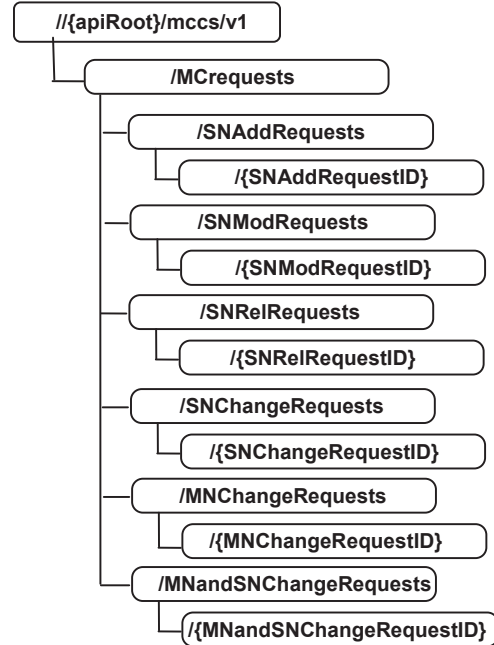 //{apiRoot}/mccs/v1
/MCrequests
/SNAddRequests
/{SNAddRequestID}
/SNModRequests
/{SNModRequestID}
/SNRelRequests
/{SNRelRequestID}
/SNChangeRequests
/{SNChangeRequestID}
/MNChangeRequests
/{MNChangeRequestID}
/MNandSNChangeRequests
/{MNandSNChangeRequestID}